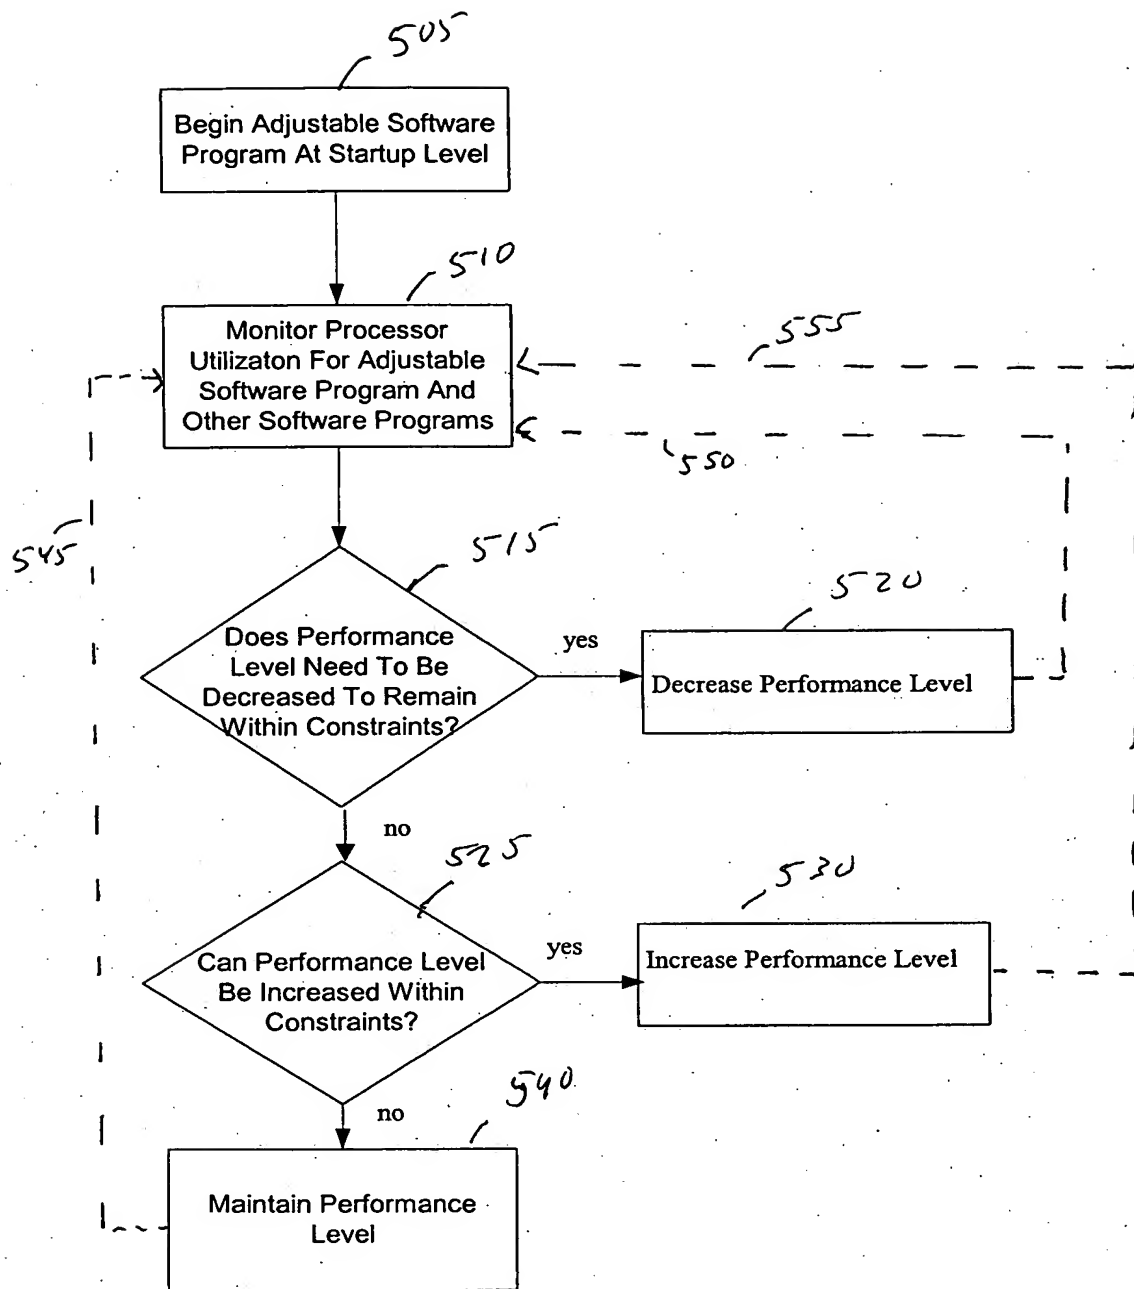 505
Begin Adjustable Software
Program At Startup Level
510
Monitor Processor
Utilizaton For Adjustable
Software Program And
Other Software Programs
555
550
545
515
Does Performance
Level Need To Be
Decreased To Remain
Within Constraints?
yes
520
Decrease Performance Level
no
525
Can Performance Level
Be Increased Within
Constraints?
yes
530
Increase Performance Level
no
540
Maintain Performance
Level